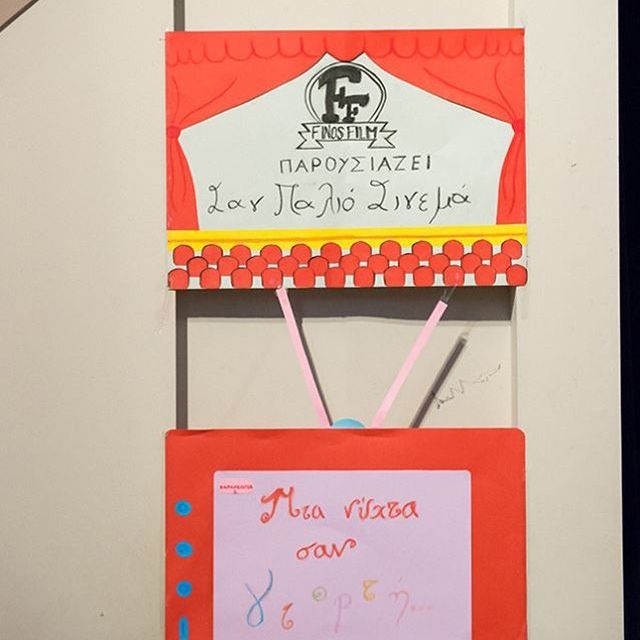 FF
FINOS FILM
ΠΑΡΟΥΣΙΑΖΕΙ
Σαν Παλιό Σινεμά
Μια νύχτα
σαν
γιορτή...